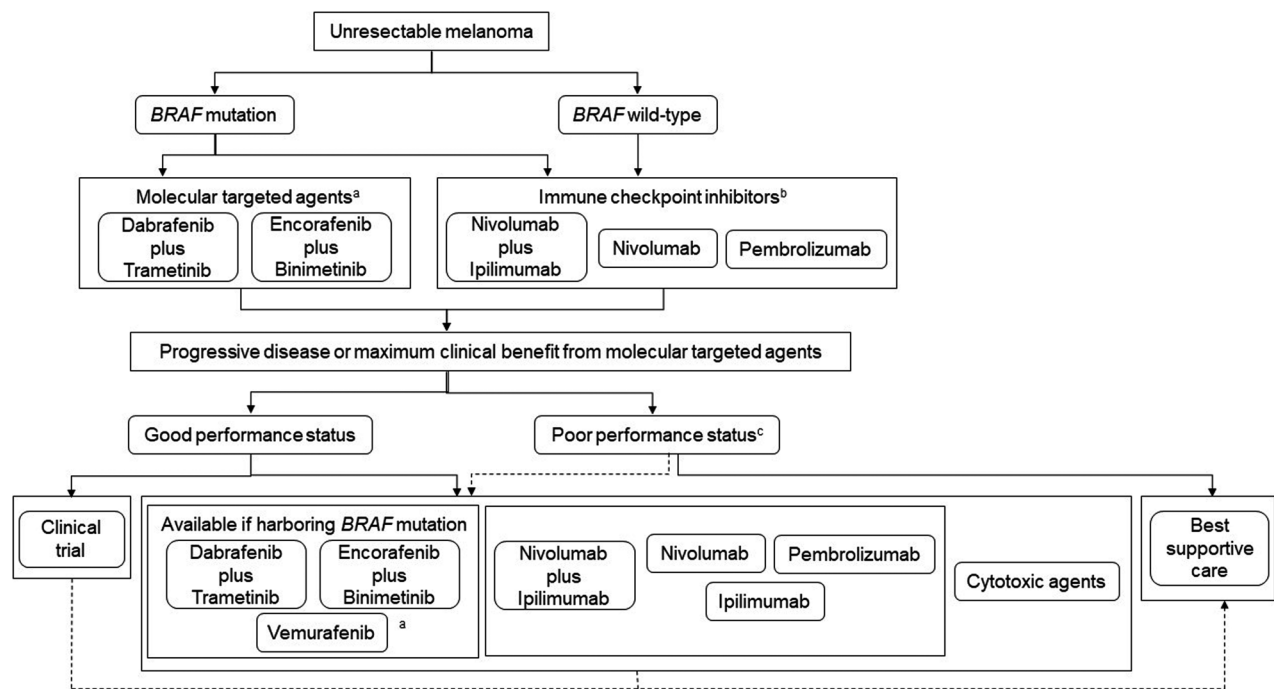 Unresectable melanoma
BRAF mutation
BRAF wild-type
Molecular targeted agentsa
Dabrafenib
plus
Trametinib
Encorafenib
plus
Binimetinib
Immune checkpoint inhibitorsb
Nivolumab
plus
Ipilimumab
Nivolumab
Pembrolizumab
Progressive disease or maximum clinical benefit from molecular targeted agents
Good performance status
Poor performance statusc
Clinical
trial
Available if harboring BRAF mutation
Dabrafenib
plus
Trametinib
Encorafenib
plus
Binimetinib
Vemurafenib a
Nivolumab
plus
Ipilimumab
Nivolumab
Pembrolizumab
Ipilimumab
Cytotoxic agents
Best
supportive
care